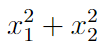 x₁² + x₂²